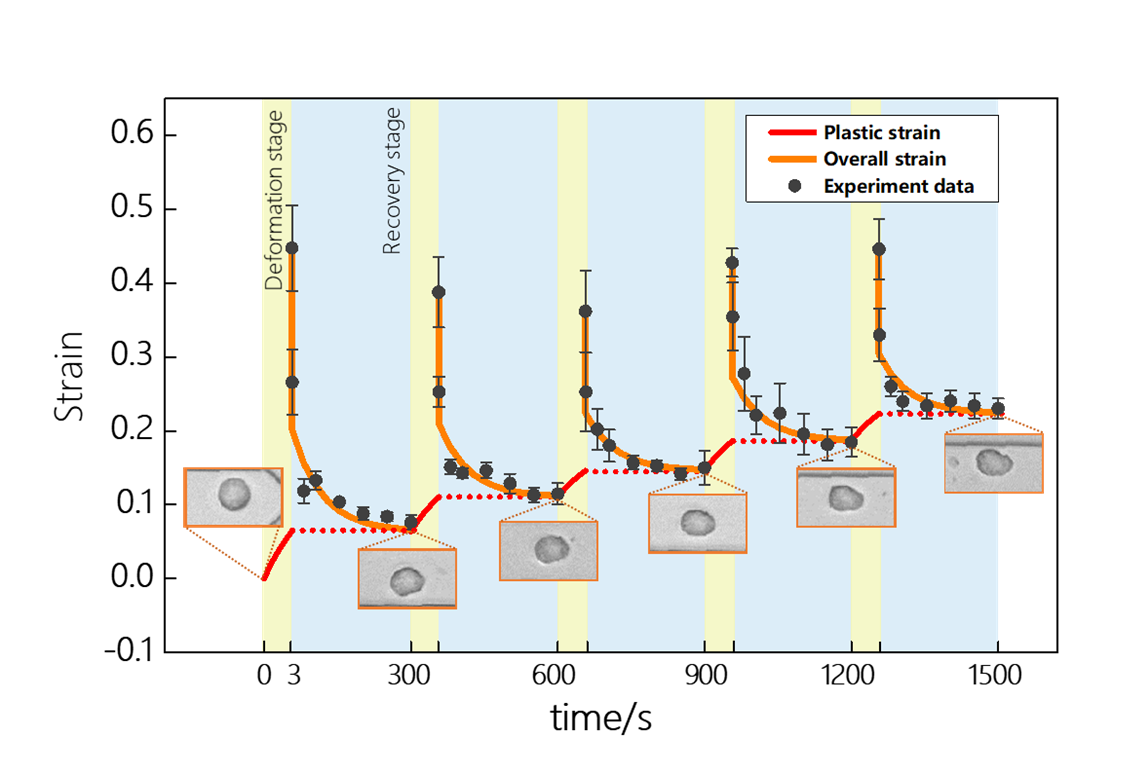 0.6
0.5
0.4
0.3
0.2
0.1
0.0
-0.1
Strain
Deformation stage
Recovery stage
Plastic strain
Overall strain
Experiment data
0 3 300 600 900 1200 1500
time/s